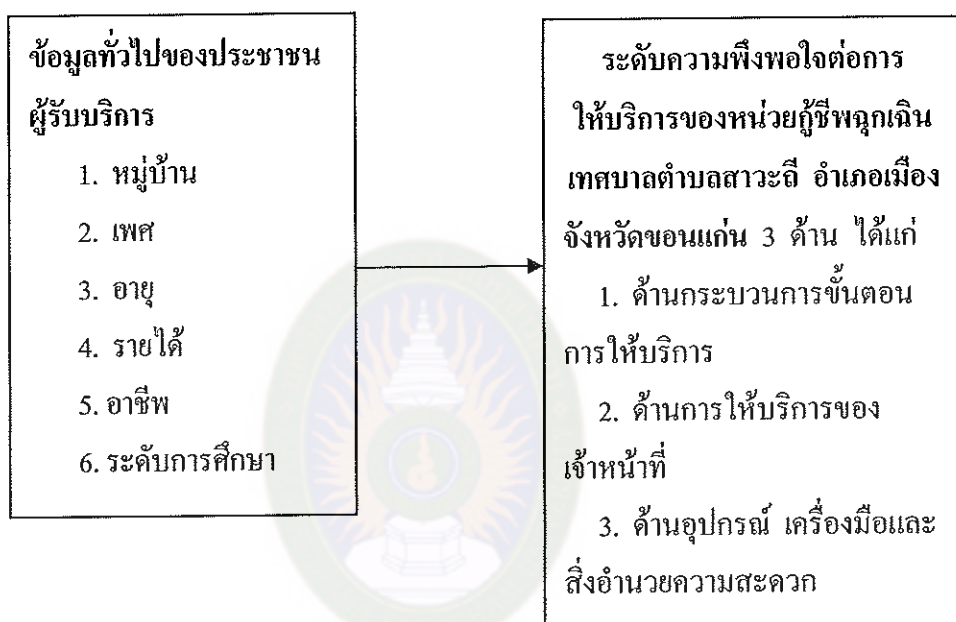 ข้อมูลทั่วไปของประชาชน
ผู้รับบริการ
1. หมู่บ้าน
2. เพศ
3. อายุ
4. รายได้
5. อาชีพ
6. ระดับการศึกษา
ระดับความพึงพอใจต่อการ
ให้บริการของหน่วยกู้ชีพฉุกเฉิน
เทศบาลตำบลสาวะถี อำเภอเมือง
จังหวัดขอนแก่น 3 ด้าน ได้แก่
1. ด้านกระบวนการขั้นตอน
การให้บริการ
2. ด้านการให้บริการของ
เจ้าหน้าที่
3. ด้านอุปกรณ์ เครื่องมือและ
สิ่งอำนวยความสะดวก